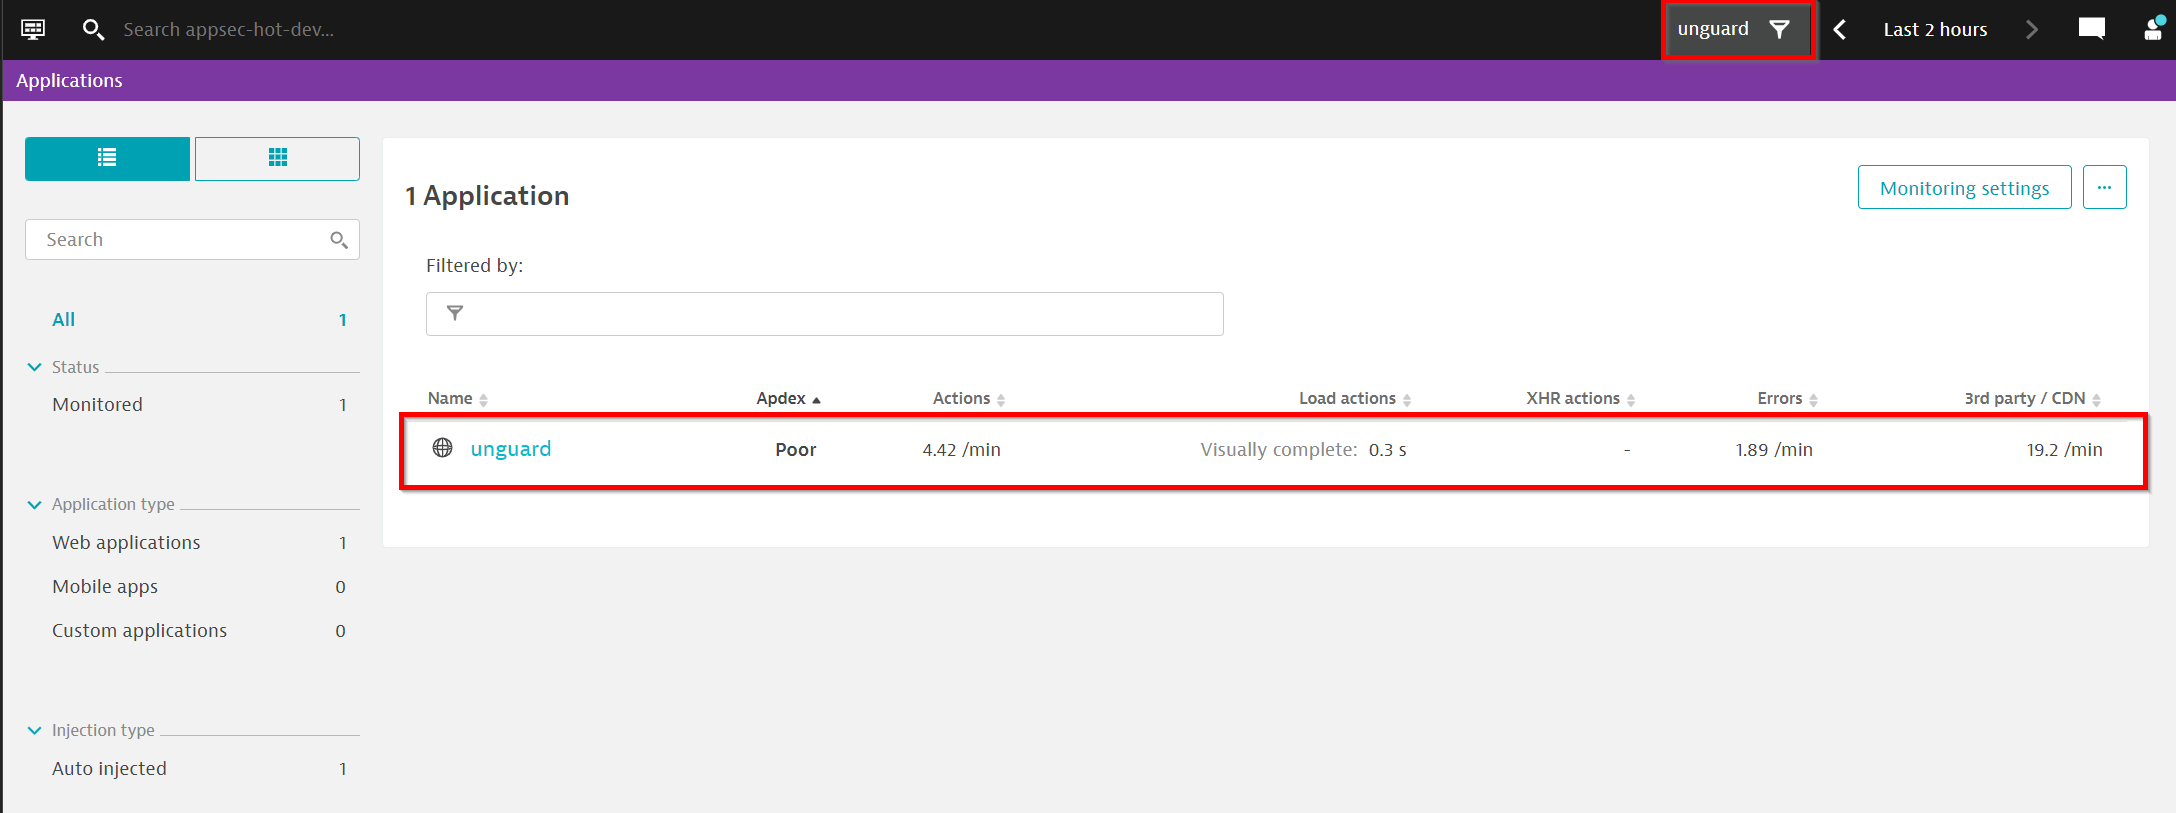 Search appsec-hot-dev...
unguard
Last 2 hours
Applications
Search
All 1
Status
Monitored 1
Application type
Web applications 1
Mobile apps 0
Custom applications 0
Injection type
Auto injected 1
1 Application
Monitoring settings
...
Filtered by:
Name Apdex Actions Load actions XHR actions Errors 3rd party / CDN
unguard Poor 4.42 /min Visually complete: 0.3 s - 1.89 /min 19.2 /min